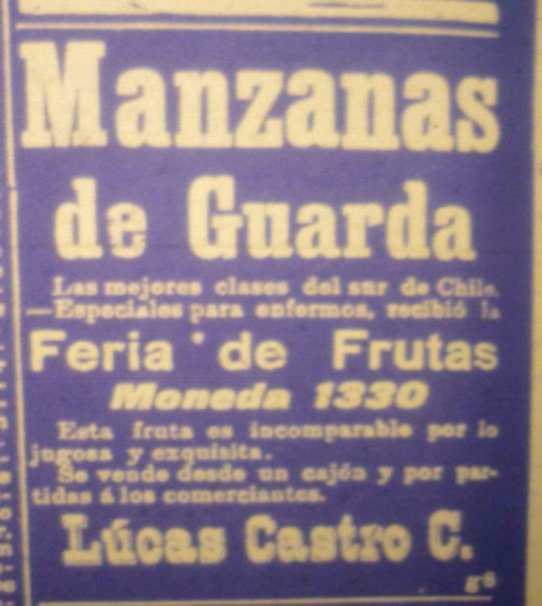 Manzanas
de Guarda
Las mejores clases del sur de Chile.
—Especiales para enfermos, recibió la
Feria de Frutas
Moneda 1330
Esta fruta es incomparable por lo
jugosa y exquisita.
Se vende desde un cajón y por par-
tidas á los comerciantes.
Lúcas Castro C.